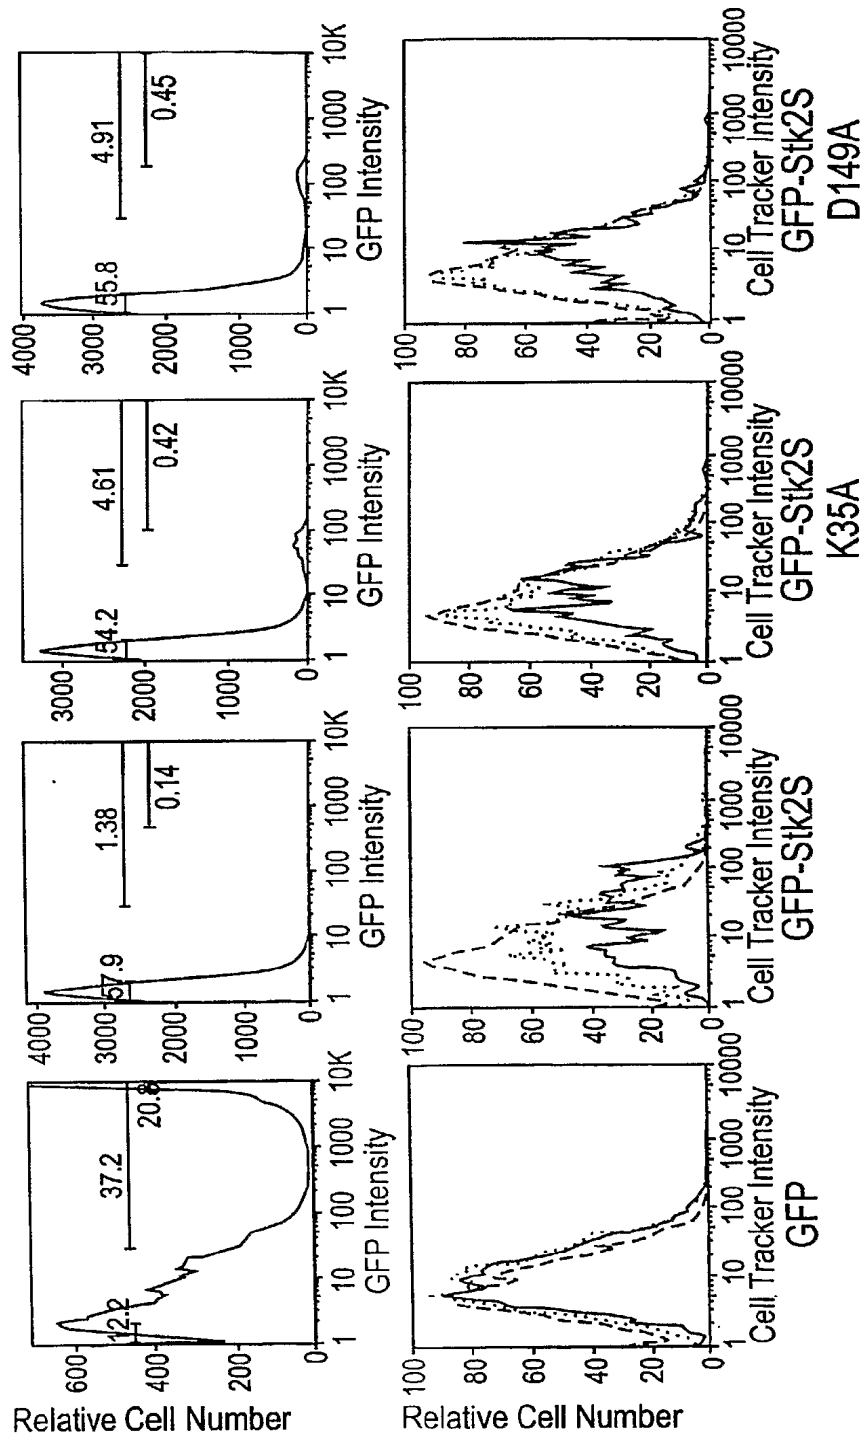 Relative Cell Number
600
400
200
0
12.2
37.2
20.8
1 10 100 1000 10K
GFP Intensity
4000
3000
2000
1000
0
57.9
1.38
0.14
1 10 100 1000 10K
GFP Intensity
3000
2000
1000
0
54.2
4.61
0.42
1 10 100 1000 10K
GFP Intensity
4000
3000
2000
1000
0
55.8
4.91
0.45
1 10 100 1000 10K
GFP Intensity
Relative Cell Number
100
80
60
40
20
0
1 10 100 1000 10000
Cell Tracker Intensity
GFP
100
80
60
40
20
0
1 10 100 1000 10000
Cell Tracker Intensity
GFP-Stk2S
100
80
60
40
20
0
1 10 100 1000 10000
Cell Tracker Intensity
GFP-Stk2S
K35A
100
80
60
40
20
0
1 10 100 1000 10000
Cell Tracker Intensity
GFP-Stk2S
D149A